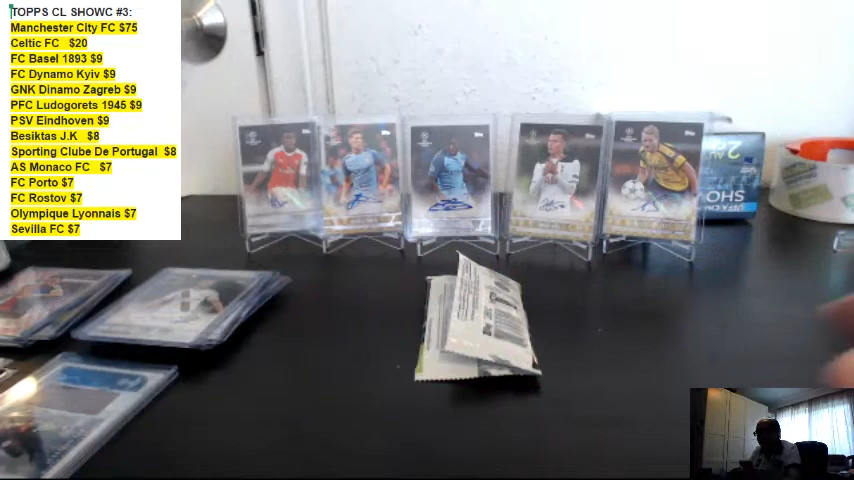 TOPPS CL SHOWC #3:
Manchester City FC $75
Celtic FC $20
FC Basel 1893 $9
FC Dynamo Kyiv $9
GNK Dinamo Zagreb $9
PFC Ludogorets 1945 $9
PSV Eindhoven $9
Besiktas J.K $8
Sporting Clube De Portugal $8
AS Monaco FC $7
FC Porto $7
FC Rostov $7
Olympique Lyonnais $7
Sevilla FC $7